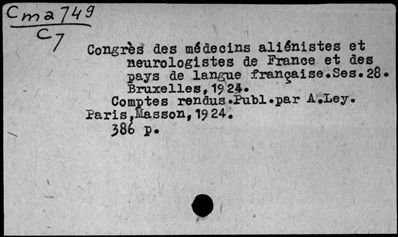 Cma749
C7
Congrès des médecins aliénistes et
neurologistes de France et des
pays de langue française.Ses.28.
Bruxelles,1924.
Comptes rendus.Publ.par A.Ley.
Paris,Masson,1924.
386 p.